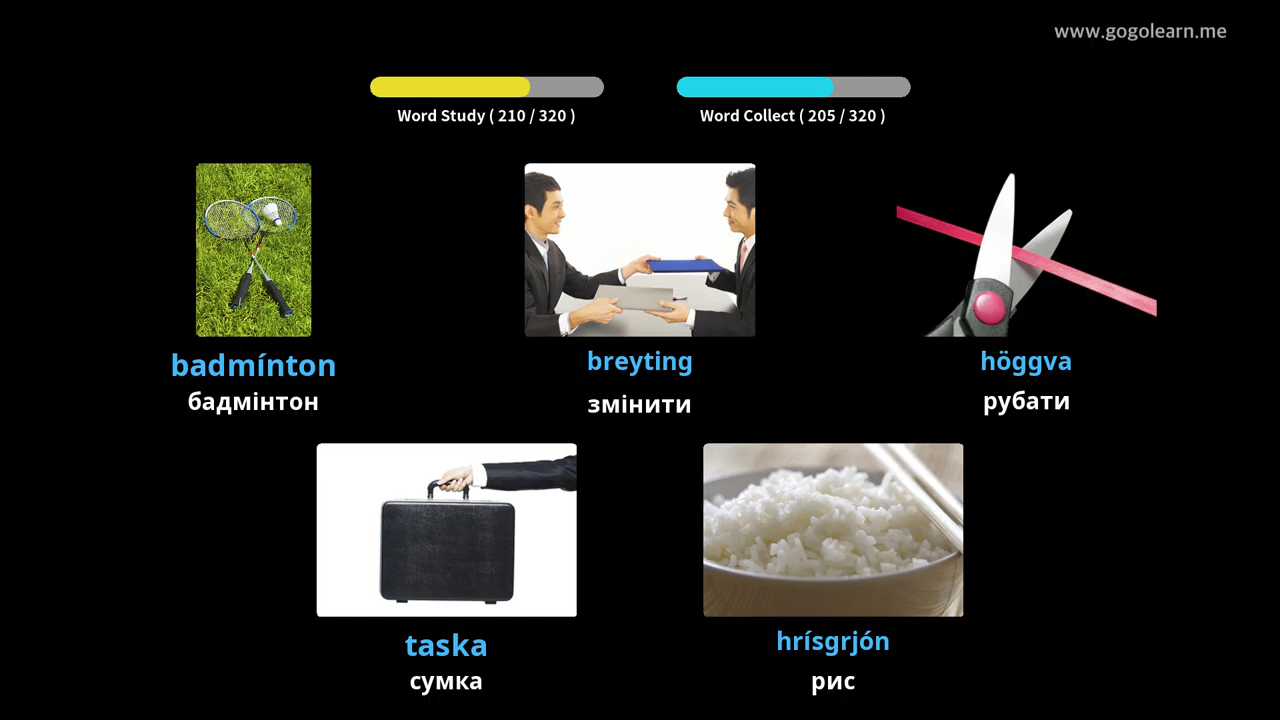 www.gogolearn.me
Word Study ( 210 / 320 )
Word Collect ( 205 / 320 )
badmínton
бадмінтон
breyting
змінити
höggva
рубати
taska
сумка
hrísgrjón
рис